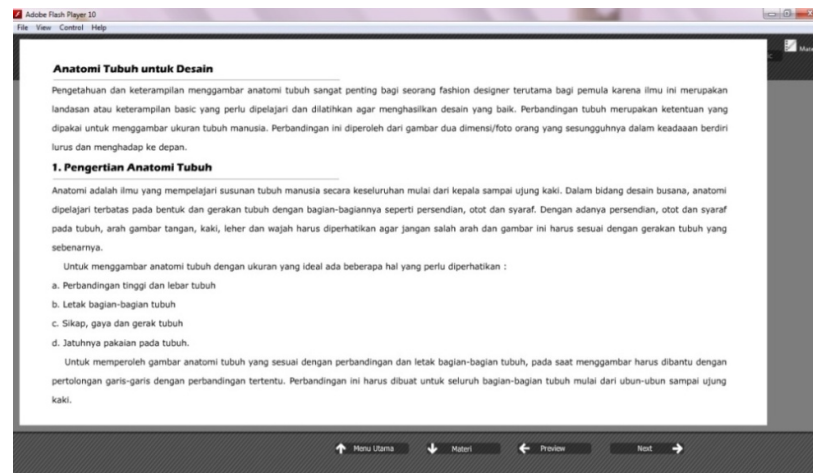 Adobe Flash Player 10
File View Control Help
Anatomi Tubuh untuk Desain
Pengetahuan dan keterampilan menggambar anatomi tubuh sangat penting bagi seorang fashion designer terutama bagi pemula karena ilmu ini merupakan
landasan atau keterampilan basic yang perlu dipelajari dan dilatihkan agar menghasilkan desain yang baik. Perbandingan tubuh merupakan ketentuan yang
dipakai untuk menggambar ukuran tubuh manusia. Perbandingan ini diperoleh dari gambar dua dimensi/foto orang yang sesungguhnya dalam keadaaan berdiri
lurus dan menghadap ke depan.
1. Pengertian Anatomi Tubuh
Anatomi adalah ilmu yang mempelajari susunan tubuh manusia secara keseluruhan mulai dari kepala sampai ujung kaki. Dalam bidang desain busana, anatomi
dipelajari terbatas pada bentuk dan gerakan tubuh dengan bagian-bagiannya seperti persendian, otot dan syaraf. Dengan adanya persendian, otot dan syaraf
pada tubuh, arah gambar tangan, kaki, leher dan wajah harus diperhatikan agar jangan salah arah dan gambar ini harus sesuai dengan gerakan tubuh yang
sebenarnya.
Untuk menggambar anatomi tubuh dengan ukuran yang ideal ada beberapa hal yang perlu diperhatikan :
a. Perbandingan tinggi dan lebar tubuh
b. Letak bagian-bagian tubuh
c. Sikap, gaya dan gerak tubuh
d. Jatuhnya pakaian pada tubuh.
Untuk memperoleh gambar anatomi tubuh yang sesuai dengan perbandingan dan letak bagian-bagian tubuh, pada saat menggambar harus dibantu dengan
pertolongan garis-garis dengan perbandingan tertentu. Perbandingan ini harus dibuat untuk seluruh bagian-bagian tubuh mulai dari ubun-ubun sampai ujung
kaki.
Menu Utama Materi Preview Next